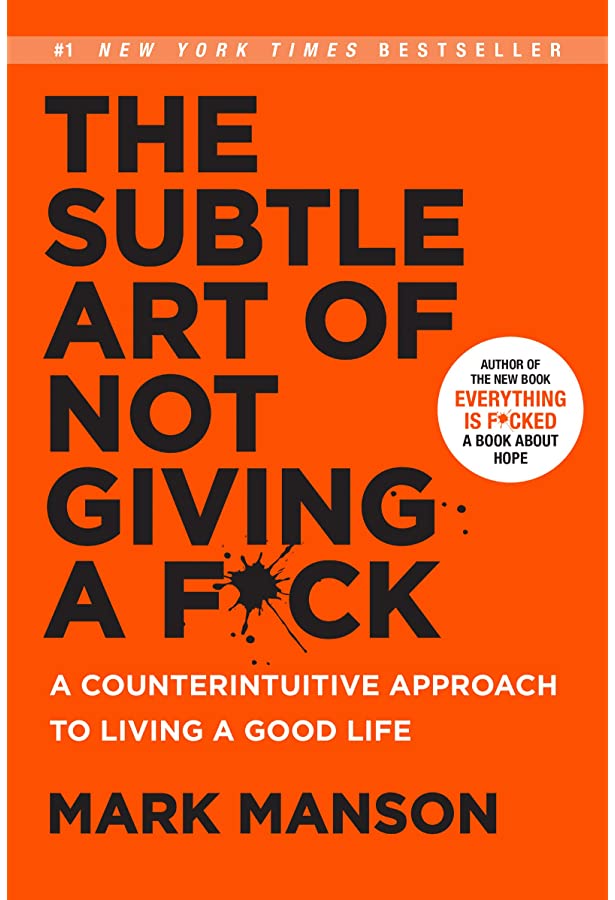 #1 NEW YORK TIMES BESTSELLER
THE
SUBTLE
ART OF
NOT
GIVING
A F*CK
AUTHOR OF
THE NEW BOOK
EVERYTHING
IS F*CKED
A BOOK ABOUT
HOPE
A COUNTERINTUITIVE APPROACH
TO LIVING A GOOD LIFE
MARK MANSON